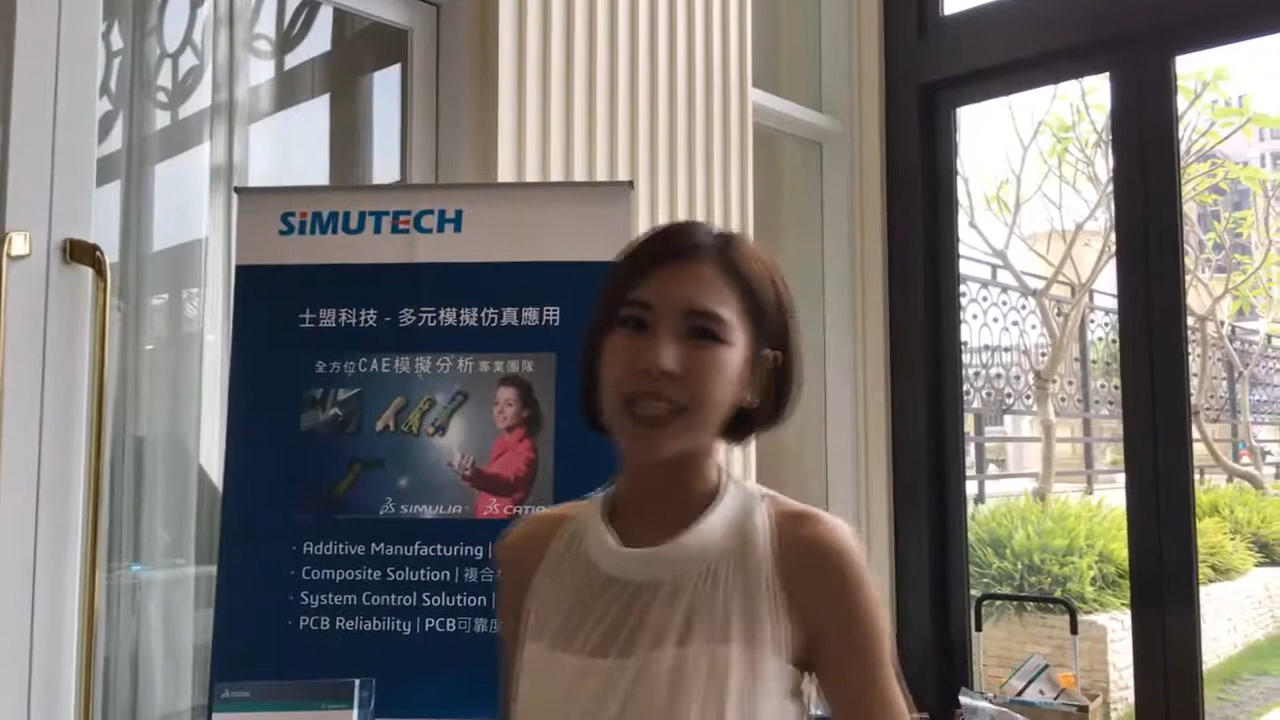 SiMUTECH
士盟科技 - 多元模擬仿真應用
全方位CAE模擬分析專業團隊
SIMULIA
CATIA
· Additive Manufacturing |
· Composite Solution | 複合
· System Control Solution |
· PCB Reliability | PCB可靠度